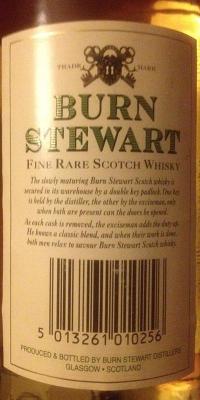 TRADE MARK
BURN
STEWART
FINE RARE SCOTCH WHISKY
The slowly maturing Burn Stewart Scotch whisky is
secured in its warehouse by a double key padlock. One key
is held by the distiller, the other by the exciseman, only
when both are present can the doors be opened.
As each cask is removed, the exciseman adds the duty up.
He knows a classic blend, and when their work is done,
both men relax to savour Burn Stewart Scotch whisky.
5 013261 010256
PRODUCED & BOTTLED BY BURN STEWART DISTILLERS
GLASGOW • SCOTLAND